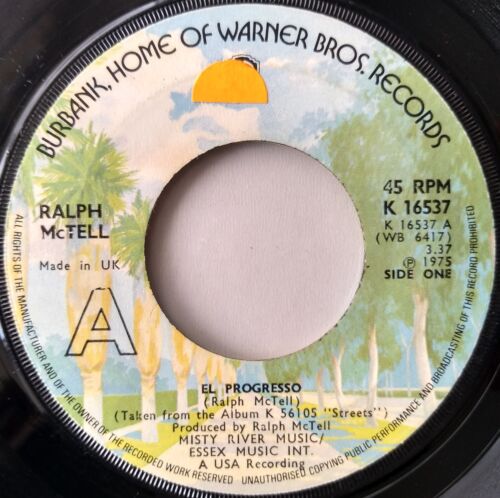 BURBANK, HOME OF WARNER BROS. RECORDS
RALPH
McTELL
Made in UK
A
45 RPM
K 16537
K 16537 A
(WB 6417)
3.37
℗ 1975
SIDE ONE
EL PROGRESSO
(Ralph McTell)
(Taken from the Album K 56105 "Streets")
Produced by Ralph McTell
MISTY RIVER MUSIC/
ESSEX MUSIC INT.
A USA Recording
ALL RIGHTS OF THE MANUFACTURER AND OF THE OWNER OF THE RECORDED WORK RESERVED UNAUTHORISED COPYING PUBLIC PERFORMANCE AND BROADCASTING OF THIS RECORD PROHIBITED